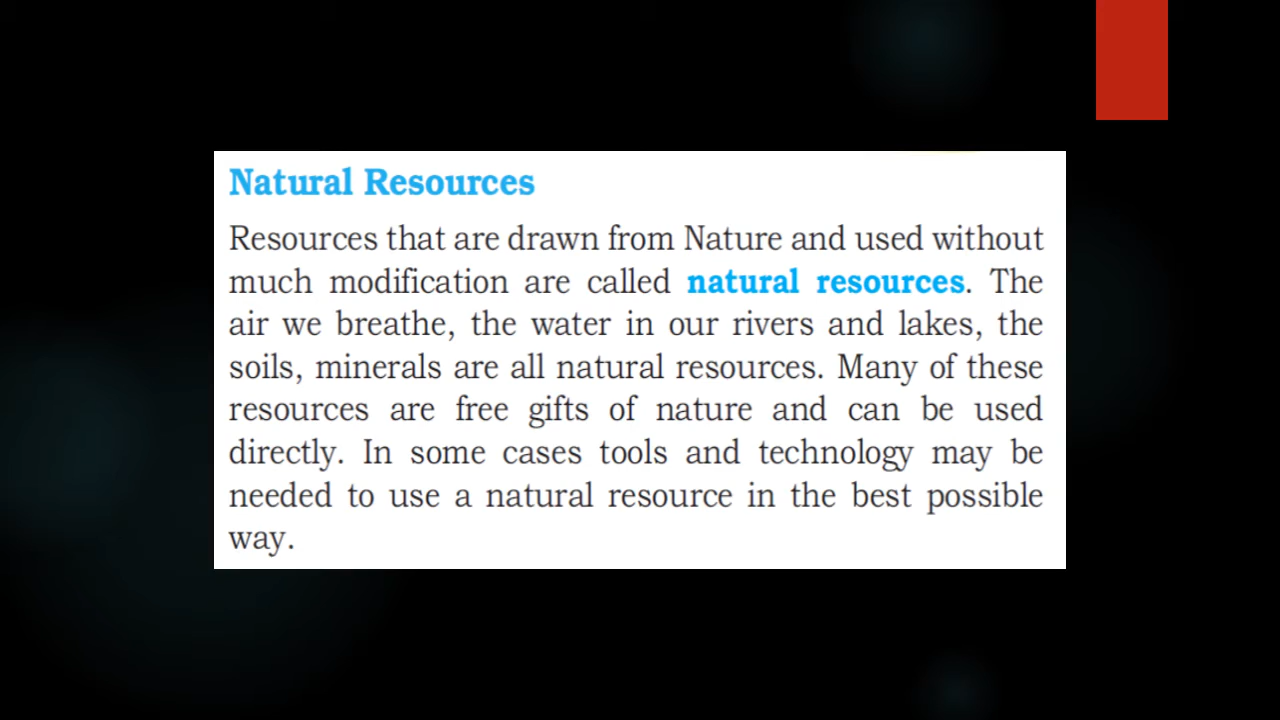 Natural Resources
Resources that are drawn from Nature and used without
much modification are called natural resources. The
air we breathe, the water in our rivers and lakes, the
soils, minerals are all natural resources. Many of these
resources are free gifts of nature and can be used
directly. In some cases tools and technology may be
needed to use a natural resource in the best possible
way.